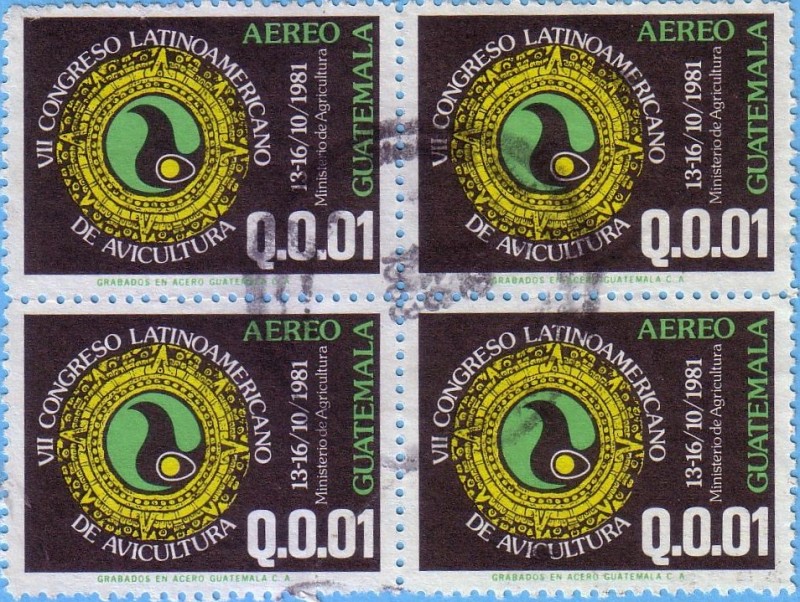 VII CONGRESO LATINOAMERICANO
DE AVICULTURA
AEREO
13-16/10/1981
Ministerio de Agricultura
GUATEMALA
Q.0.01
GRABADOS EN ACERO GUATEMALA C. A.
VII CONGRESO LATINOAMERICANO
DE AVICULTURA
AEREO
13-16/10/1981
Ministerio de Agricultura
GUATEMALA
Q.0.01
GRABADOS EN ACERO GUATEMALA C. A.
VII CONGRESO LATINOAMERICANO
DE AVICULTURA
AEREO
13-16/10/1981
Ministerio de Agricultura
GUATEMALA
Q.0.01
GRABADOS EN ACERO GUATEMALA C. A.
VII CONGRESO LATINOAMERICANO
DE AVICULTURA
AEREO
13-16/10/1981
Ministerio de Agricultura
GUATEMALA
Q.0.01
GRABADOS EN ACERO GUATEMALA C. A.